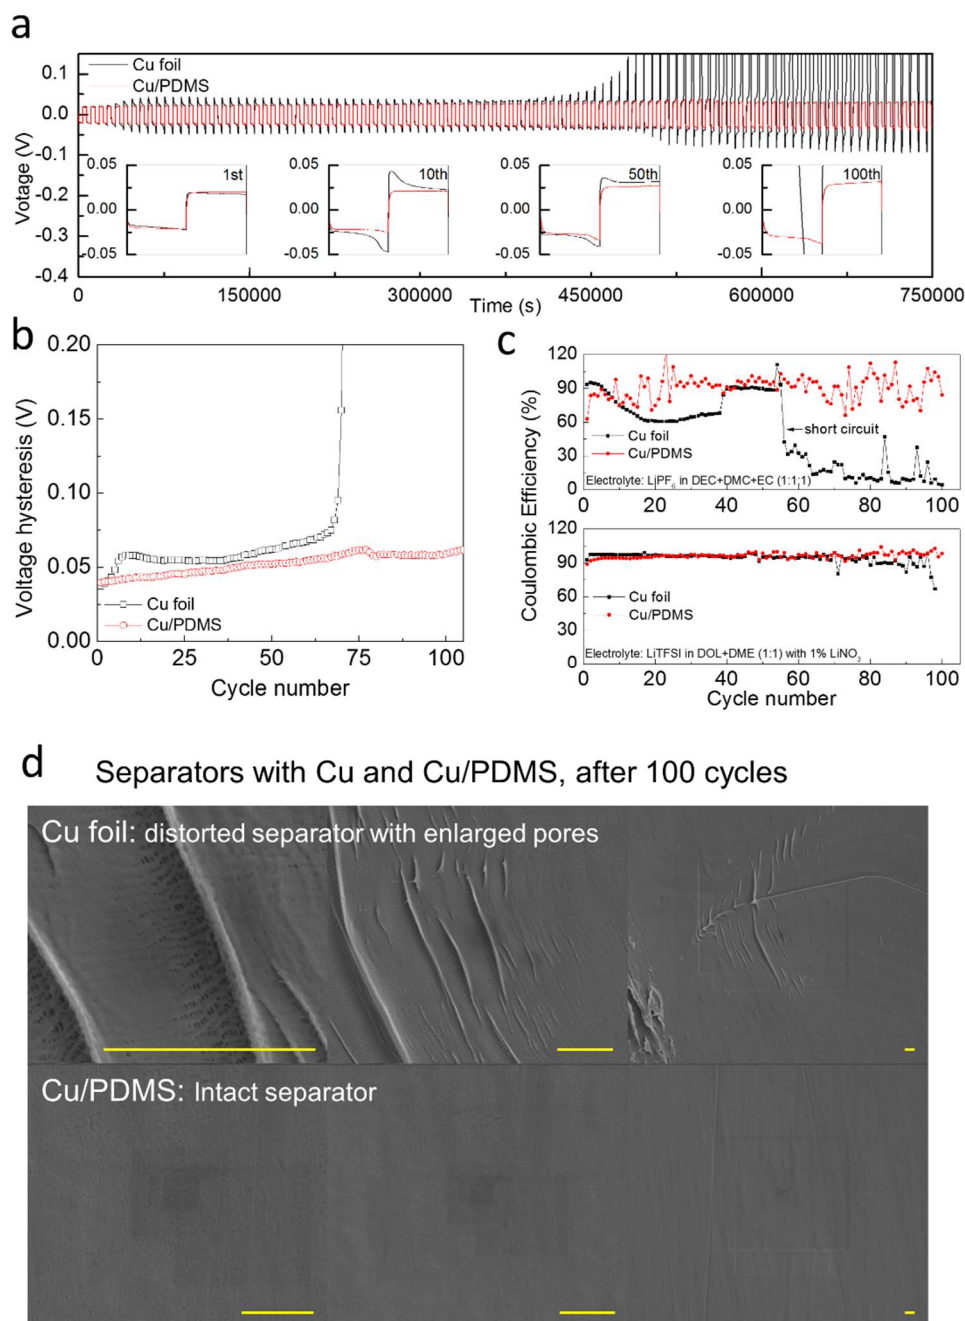 a
Cu foil
Cu/PDMS
0.1
0.0
-0.1
-0.2
-0.3
-0.4
Votage (V)
0.05
0.00
-0.05
1st
0.05
0.00
-0.05
10th
0.05
0.00
-0.05
50th
0.05
0.00
-0.05
100th
0 150000 300000 450000 600000 750000
Time (s)
b
0.20
0.15
0.10
0.05
0.00
Voltage hysteresis (V)
Cu foil
Cu/PDMS
0 25 50 75 100
Cycle number
c
Coulombic Efficiency (%)
120
90
60
30
0
short circuit
Cu foil
Cu/PDMS
Electrolyte: LiPF₆ in DEC+DMC+EC (1:1:1)
0 20 40 60 80 100
120
90
60
30
0
Cu foil
Cu/PDMS
Electrolyte: LiTFSI in DOL+DME (1:1) with 1% LiNO₃
0 20 40 60 80 100
Cycle number
d
Separators with Cu and Cu/PDMS, after 100 cycles
Cu foil: distorted separator with enlarged pores
Cu/PDMS: Intact separator